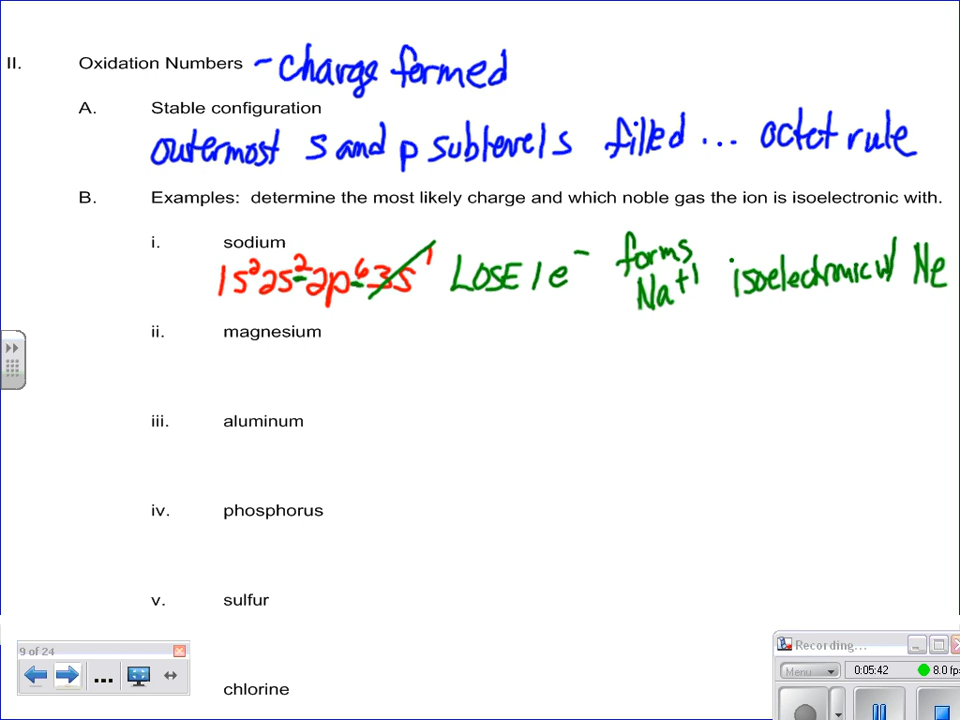 II. Oxidation Numbers - charge formed
A. Stable configuration
outermost s and p sublevels filled ... octet rule
B. Examples: determine the most likely charge and which noble gas the ion is isoelectronic with.
i. sodium
1s²2s²2p⁶3s¹ LOSE 1e⁻ forms Na⁺¹ isoelectronic w/ Ne
ii. magnesium
iii. aluminum
iv. phosphorus
v. sulfur
chlorine
9 of 24
Recording...
Menu
0:05:42
8.0 fp